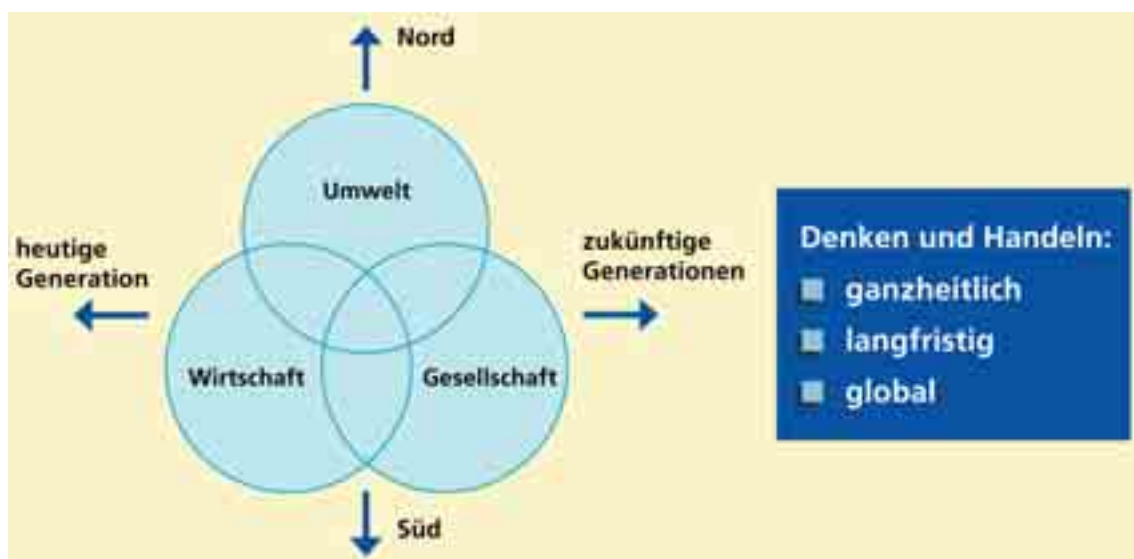 Nord
Umwelt
heutige
Generation
zukünftige
Generationen
Wirtschaft
Gesellschaft
Süd
Denken und Handeln:
ganzheitlich
langfristig
global